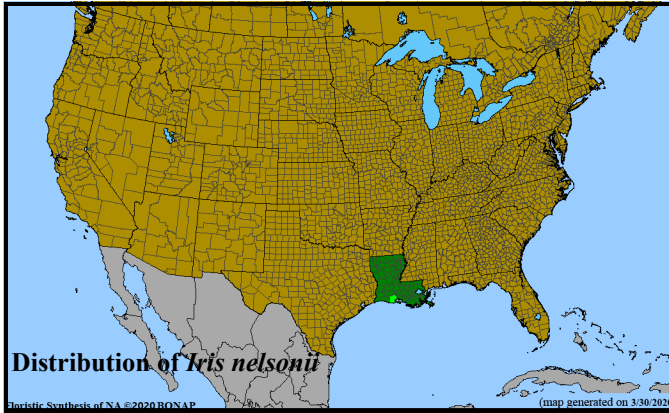 Distribution of Iris nelsonii
Floristic Synthesis of NA ©2020 BONAP
(map generated on 3/30/2020